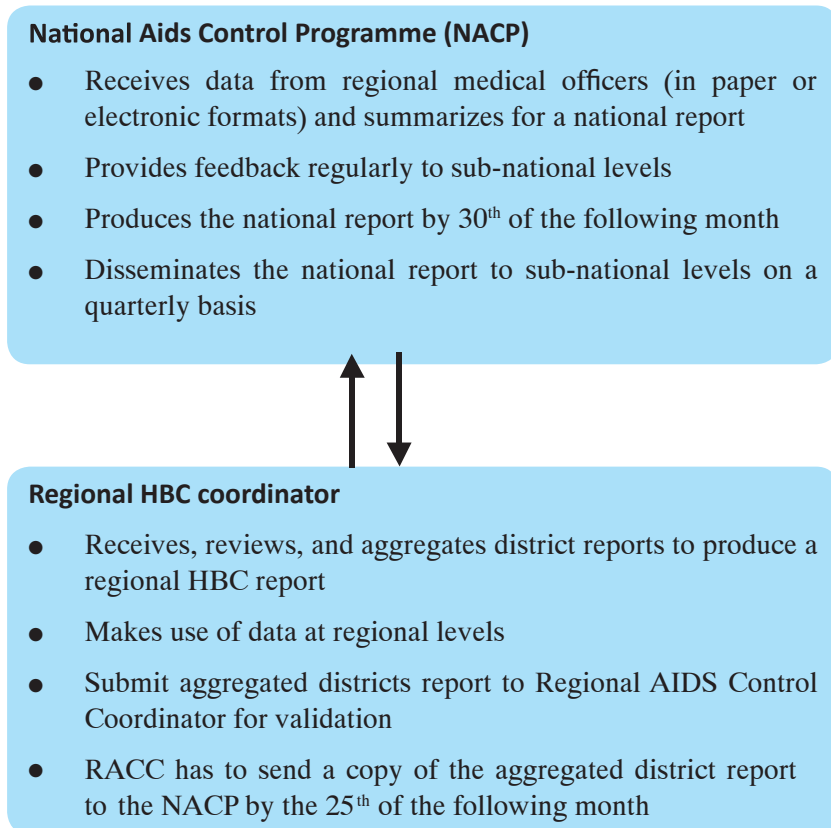 National Aids Control Programme (NACP)
● Receives data from regional medical officers (in paper or
electronic formats) and summarizes for a national report
● Provides feedback regularly to sub-national levels
● Produces the national report by 30th of the following month
● Disseminates the national report to sub-national levels on a
quarterly basis
Regional HBC coordinator
● Receives, reviews, and aggregates district reports to produce a
regional HBC report
● Makes use of data at regional levels
● Submit aggregated districts report to Regional AIDS Control
Coordinator for validation
● RACC has to send a copy of the aggregated district report
to the NACP by the 25th of the following month